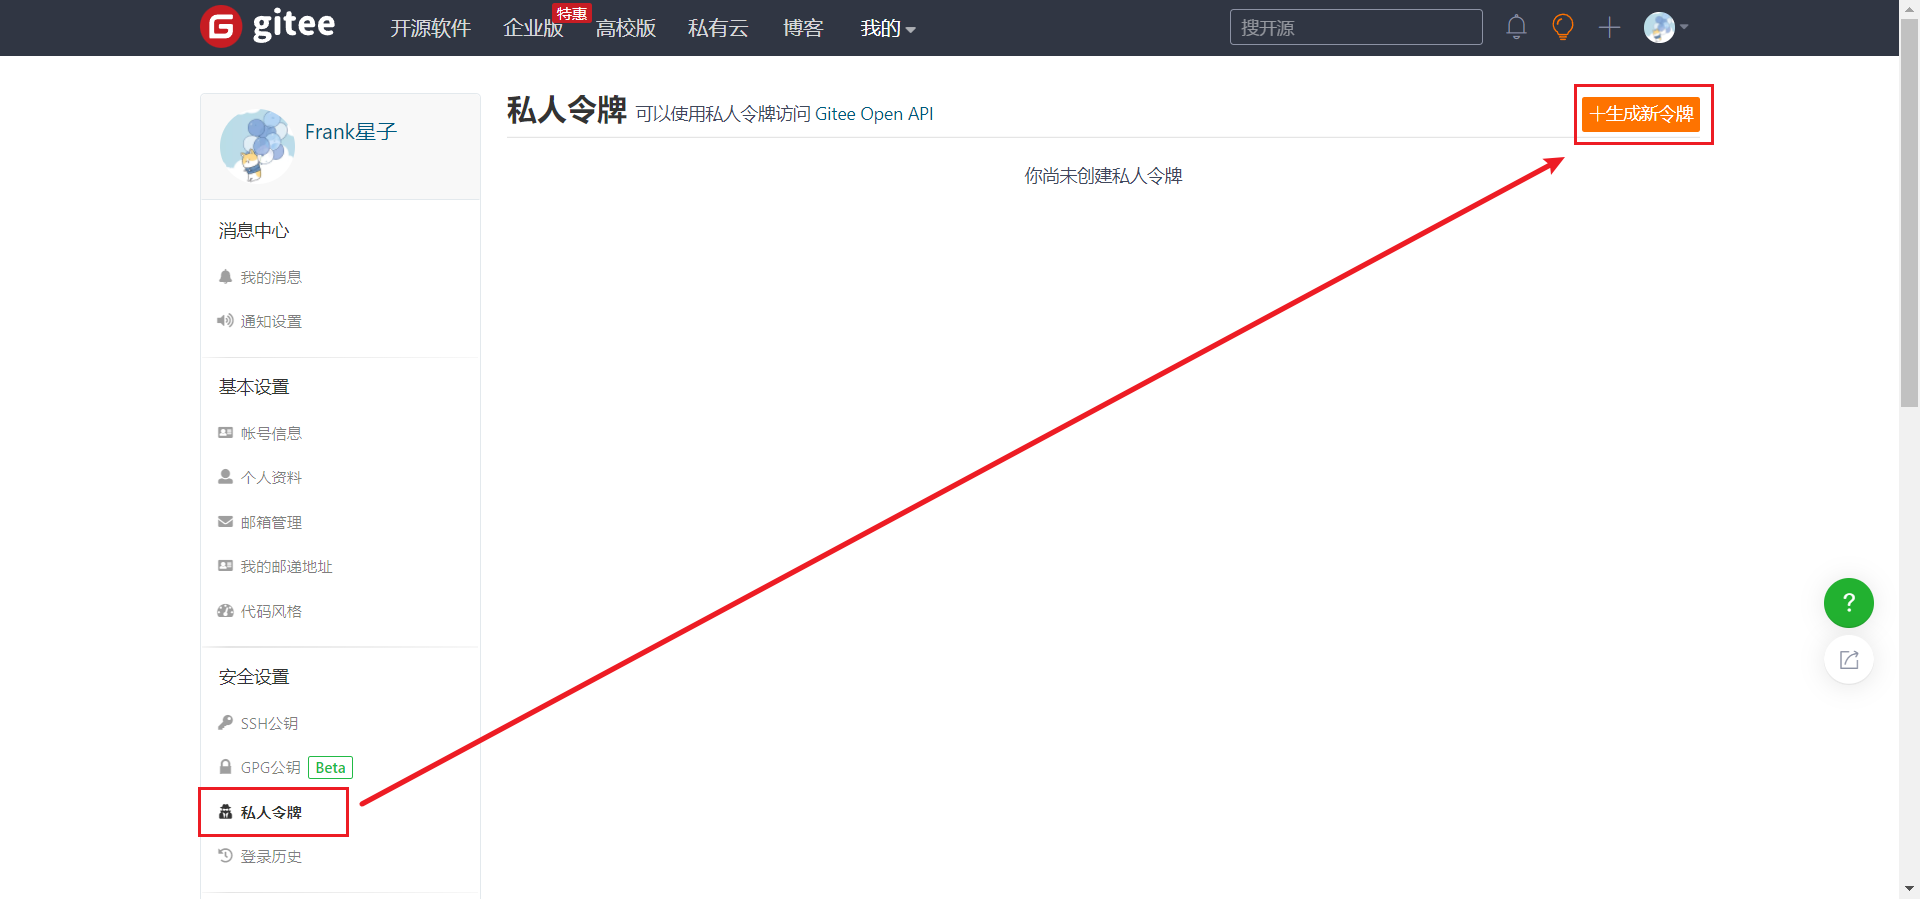 gitee 开源软件 企业版 特惠 高校版 私有云 博客 我的 搜开源
Frank星子
私人令牌 可以使用私人令牌访问 Gitee Open API
生成新令牌
你尚未创建私人令牌
消息中心
我的消息
通知设置
基本设置
帐号信息
个人资料
邮箱管理
我的邮递地址
代码风格
安全设置
SSH公钥
GPG公钥 Beta
私人令牌
登录历史
?